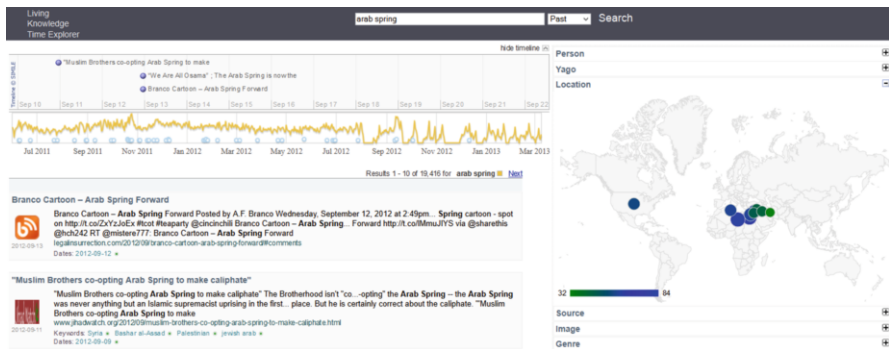 Living
Knowledge
Time Explorer
arab spring
Past
Search
hide timeline
Timeline © SIMILE
"Muslim Brothers co-opting Arab Spring to make
"We Are All Osama" ; The Arab Spring is now the
Branco Cartoon – Arab Spring Forward
Sep 10 Sep 11 Sep 12 Sep 13 Sep 14 Sep 15 Sep 16 Sep 17 Sep 18 Sep 19 Sep 20 Sep 21 Sep 22
Jul 2011 Sep 2011 Nov 2011 Jan 2012 Mar 2012 May 2012 Jul 2012 Sep 2012 Nov 2012 Jan 2013 Mar 2013
Results 1 - 10 of 19,416 for arab spring Next
Branco Cartoon – Arab Spring Forward
Branco Cartoon – Arab Spring Forward Posted by A.F. Branco Wednesday, September 12, 2012 at 2:49pm... Spring cartoon - spot
on http://t.co/ZxYzJoEx #tcot #teaparty @cincinchili Branco Cartoon – Arab Spring... Forward http://t.co/MmuJIYS via @sharethis
@hch242 RT @mistere777: Branco Cartoon – Arab Spring Forward
legalinsurrection.com/2012/09/branco-cartoon-arab-spring-forward/#comments
2012-09-13
Dates: 2012-09-12
"Muslim Brothers co-opting Arab Spring to make caliphate"
"Muslim Brothers co-opting Arab Spring to make caliphate" The Brotherhood isn't "co...-opting" the Arab Spring -- the Arab Spring
was never anything but an Islamic supremacist uprising in the first... place. But he is certainly correct about the caliphate. "'Muslim
Brothers co-opting Arab Spring to make
www.jihadwatch.org/2012/09/muslim-brothers-co-opting-arab-spring-to-make-caliphate.html
2012-09-11
Keywords: Syria Bashar al-Assad Palestinian jewish arab
Dates: 2012-09-09
Person
Yago
Location
32 84
Source
Image
Genre